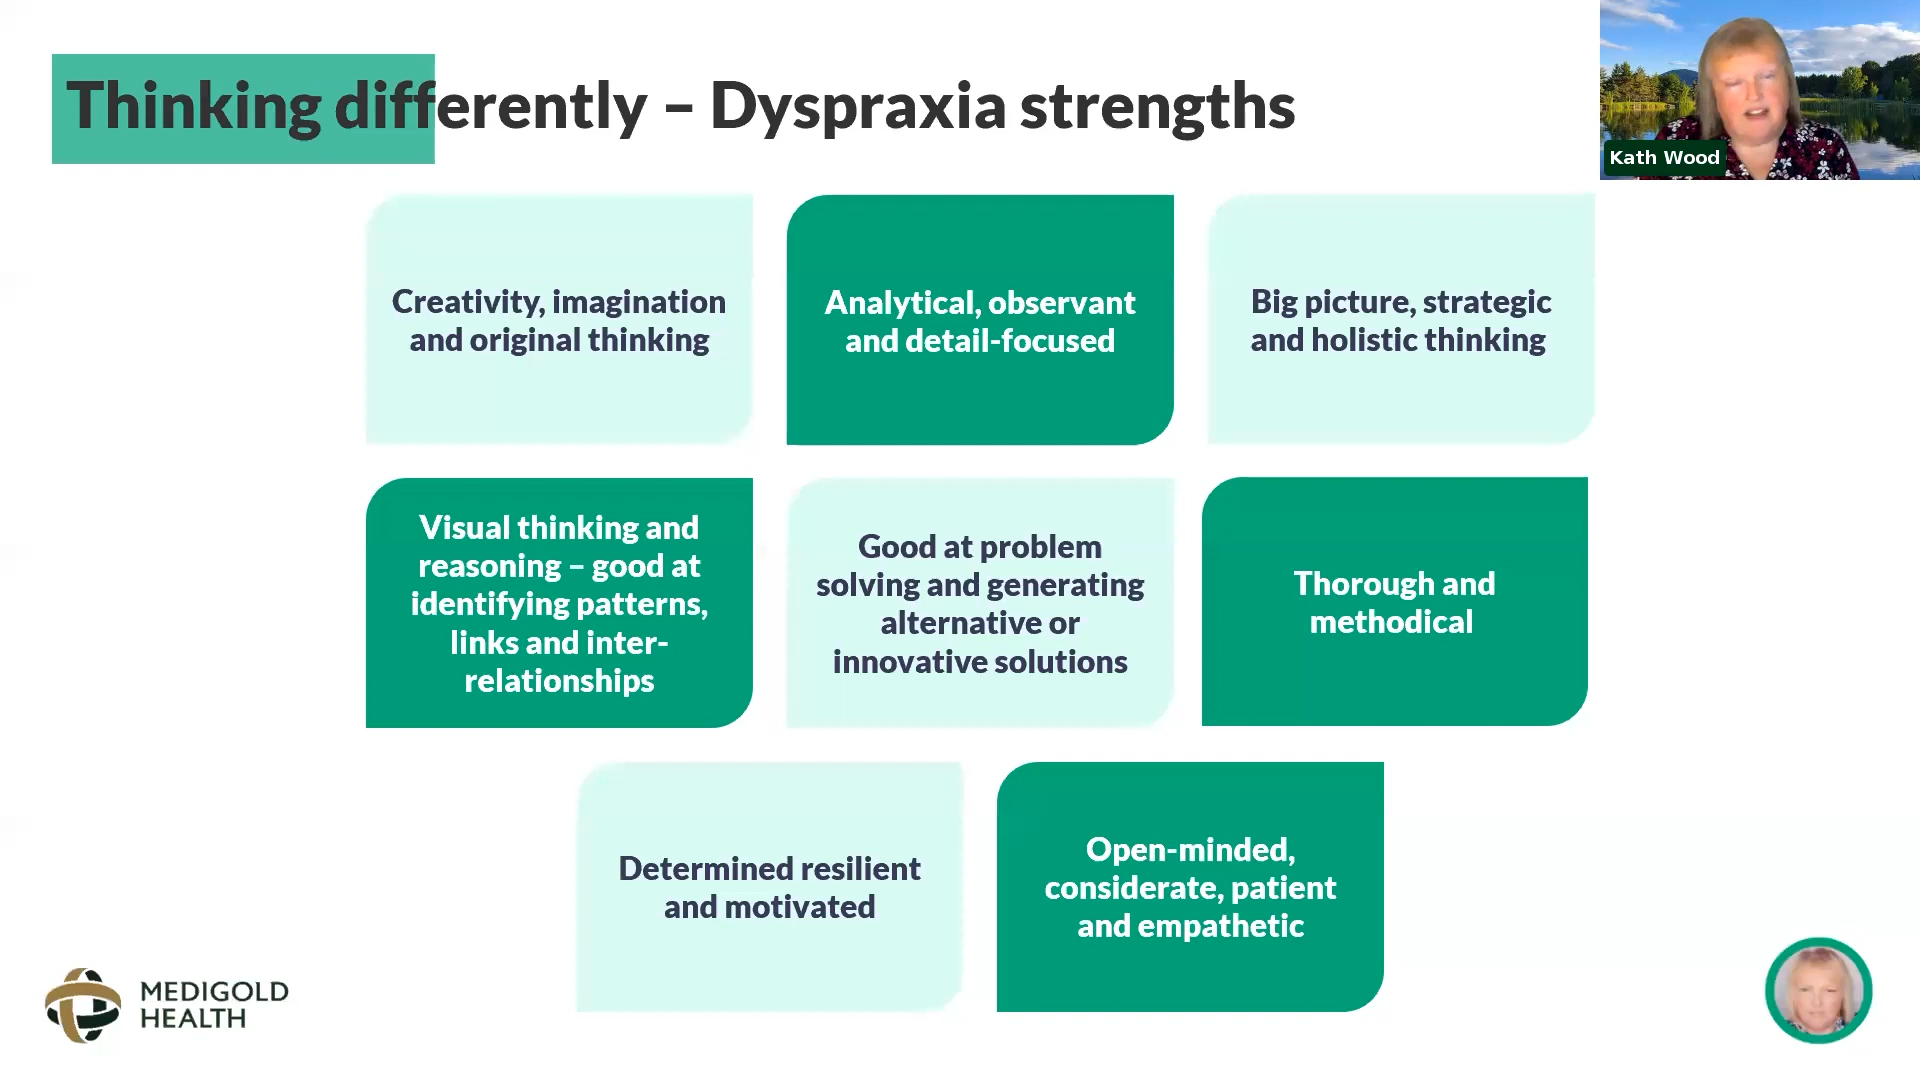 Thinking differently – Dyspraxia strengths
Kath Wood
Creativity, imagination
and original thinking
Analytical, observant
and detail-focused
Big picture, strategic
and holistic thinking
Visual thinking and
reasoning – good at
identifying patterns,
links and inter-
relationships
Good at problem
solving and generating
alternative or
innovative solutions
Thorough and
methodical
Determined resilient
and motivated
Open-minded,
considerate, patient
and empathetic
MEDIGOLD
HEALTH